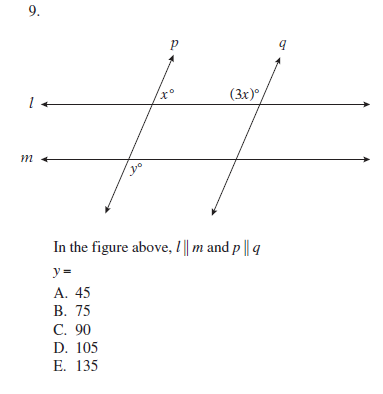 9.
p
q
x°
(3x)°
l
m
y°
In the figure above, l || m and p || q
y =
A. 45
B. 75
C. 90
D. 105
E. 135